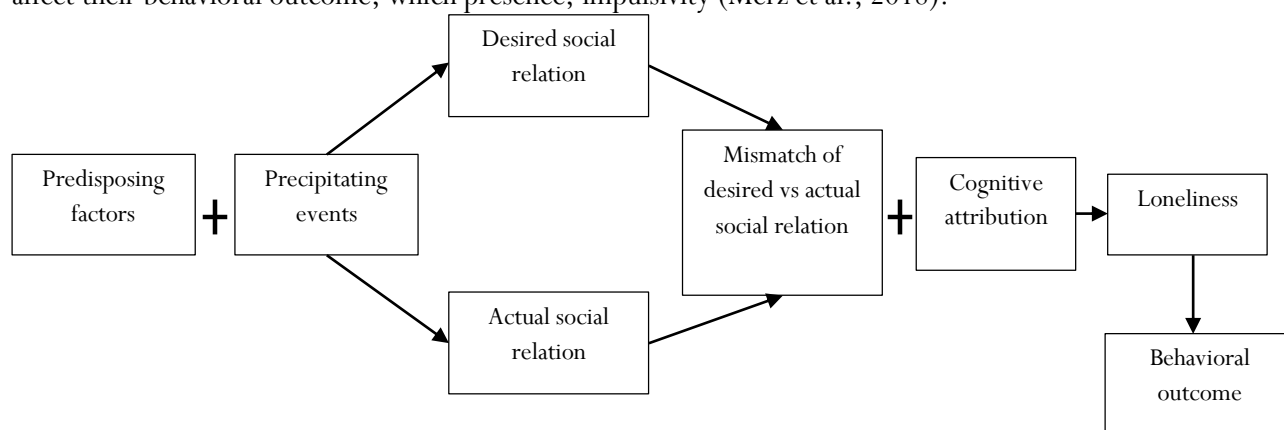 affect their behavioral outcome, which presence, impulsivity (Merz et al., 2018).
Desired social
relation
Predisposing
factors
+
Precipitating
events
Mismatch of
desired vs actual
social relation
+
Cognitive
attribution
Loneliness
Actual social
relation
Behavioral
outcome